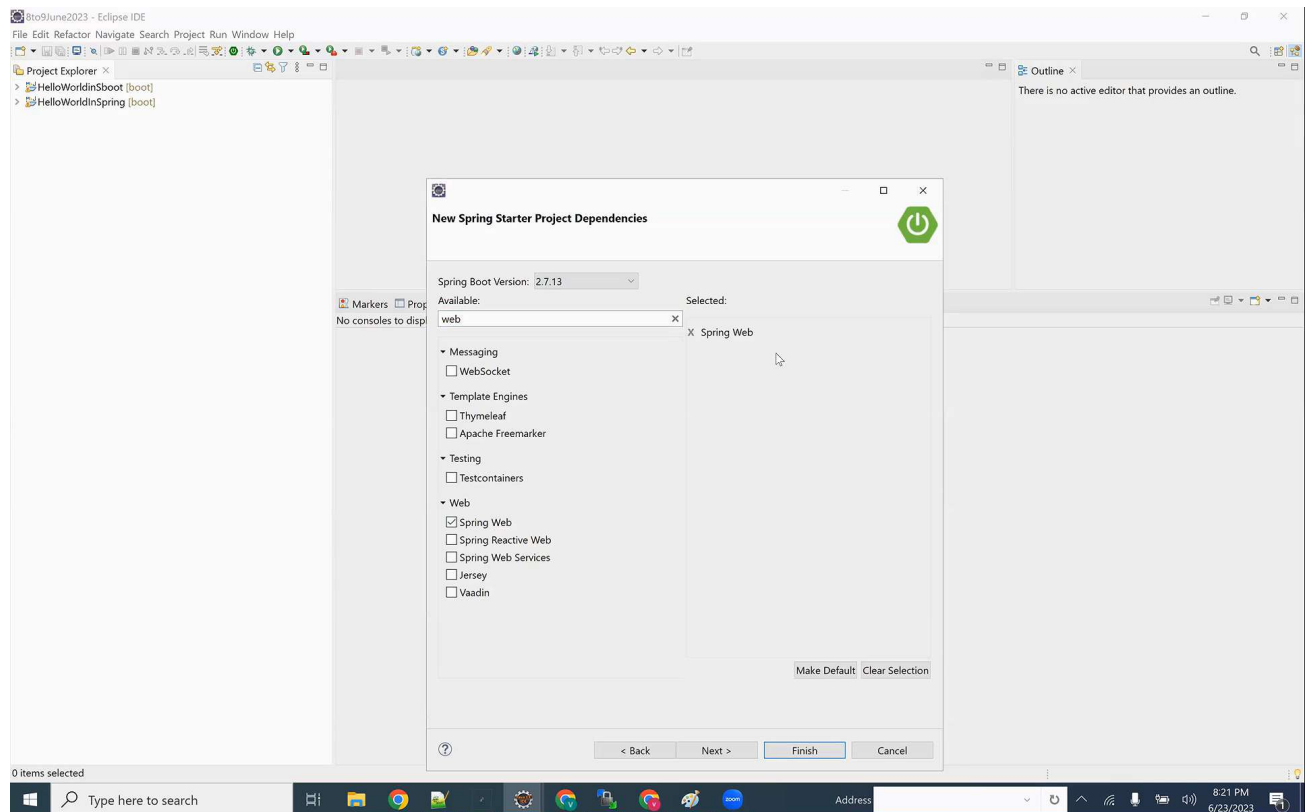 8to9June2023 - Eclipse IDE
File Edit Refactor Navigate Search Project Run Window Help
Project Explorer
HelloWorldinSboot [boot]
HelloWorldInSpring [boot]
Outline
There is no active editor that provides an outline.
Markers Prop
No consoles to disp
New Spring Starter Project Dependencies
Spring Boot Version: 2.7.13
Available:
Selected:
web
X Spring Web
Messaging
WebSocket
Template Engines
Thymeleaf
Apache Freemarker
Testing
Testcontainers
Web
Spring Web
Spring Reactive Web
Spring Web Services
Jersey
Vaadin
Make Default Clear Selection
< Back Next > Finish Cancel
0 items selected
Type here to search
zoom
Address
8:21 PM
6/23/2023